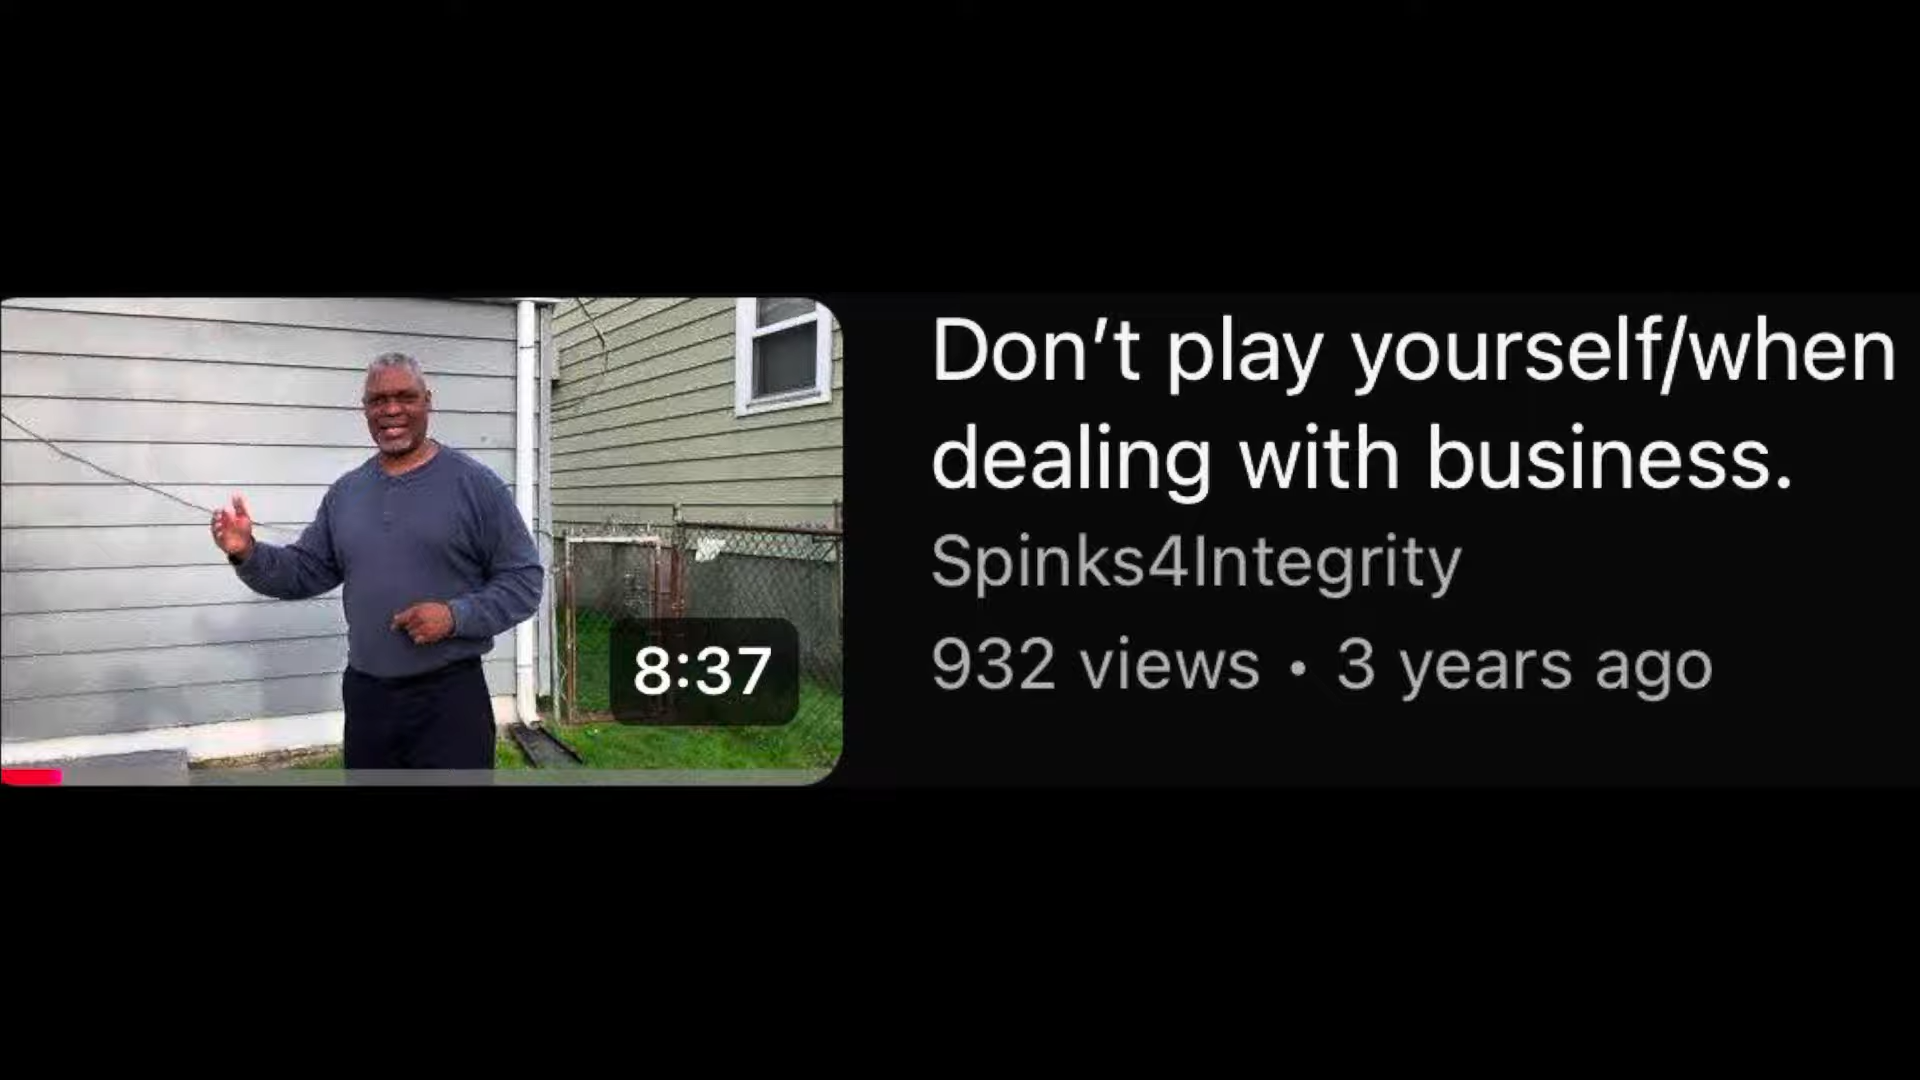 Don’t play yourself/when
dealing with business.
Spinks4Integrity
932 views • 3 years ago
8:37